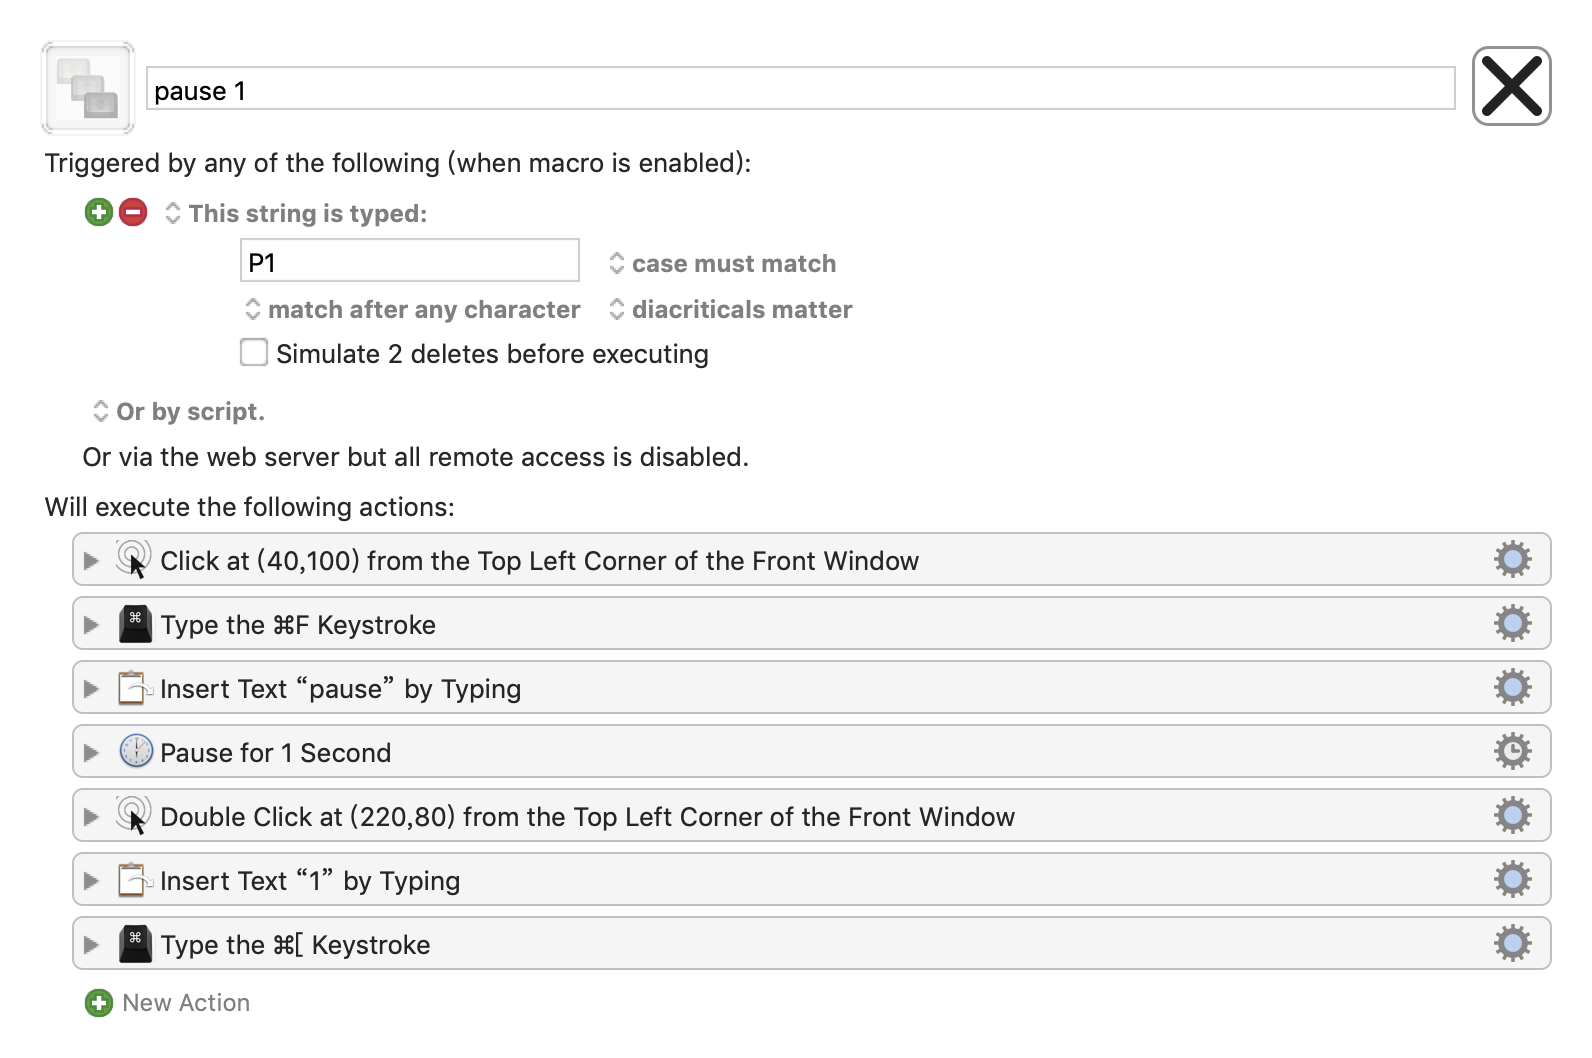 pause 1
Triggered by any of the following (when macro is enabled):
This string is typed:
P1 case must match
match after any character diacriticals matter
Simulate 2 deletes before executing
Or by script.
Or via the web server but all remote access is disabled.
Will execute the following actions:
Click at (40,100) from the Top Left Corner of the Front Window
⌘ Type the ⌘F Keystroke
Insert Text “pause” by Typing
Pause for 1 Second
Double Click at (220,80) from the Top Left Corner of the Front Window
Insert Text “1” by Typing
⌘ Type the ⌘[ Keystroke
New Action